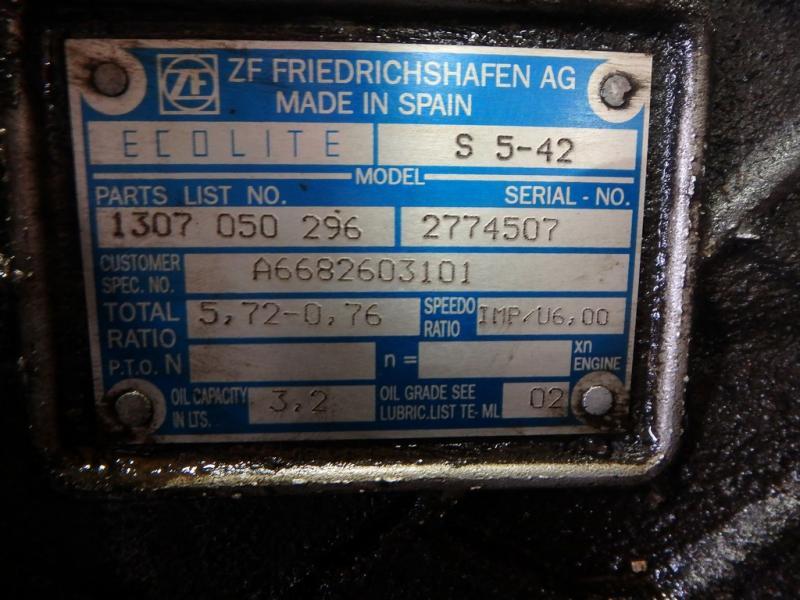 ZF ZF FRIEDRICHSHAFEN AG
MADE IN SPAIN
ECOLITE S 5-42
MODEL
PARTS LIST NO. SERIAL - NO.
1307 050 296 2774507
CUSTOMER
SPEC. NO. A6682603101
TOTAL
RATIO 5,72-0,76 SPEEDO
RATIO IMP/U6,00
P.T.O. N n = xn
ENGINE
OIL CAPACITY
IN LTS. 3,2 OIL GRADE SEE
LUBRIC.LIST TE- ML 02